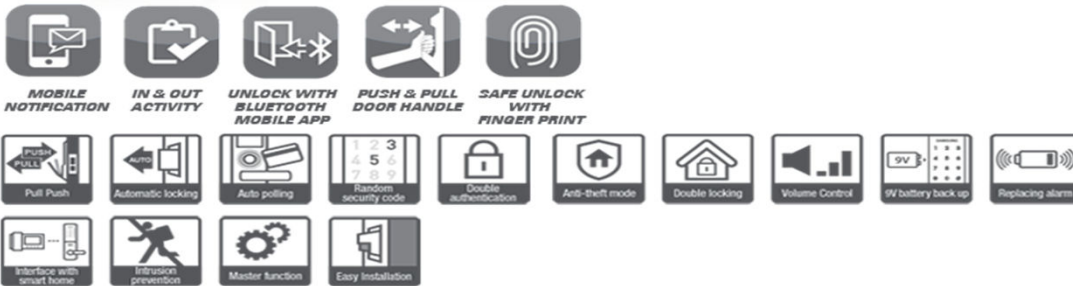 MOBILE
NOTIFICATION
IN & OUT
ACTIVITY
UNLOCK WITH
BLUETOOTH
MOBILE APP
PUSH & PULL
DOOR HANDLE
SAFE UNLOCK
WITH
FINGER PRINT
PUSH
PULL
Pull Push
AUTO
Automatic locking
Auto polling
1 2 3
4 5 6
7 8 9
Random
security code
Double
authentication
Anti-theft mode
Double locking
Volume Control
9V
9V battery back up
Replacing alarm
Interface with
smart home
Intrusion
prevention
Master function
Easy Installation